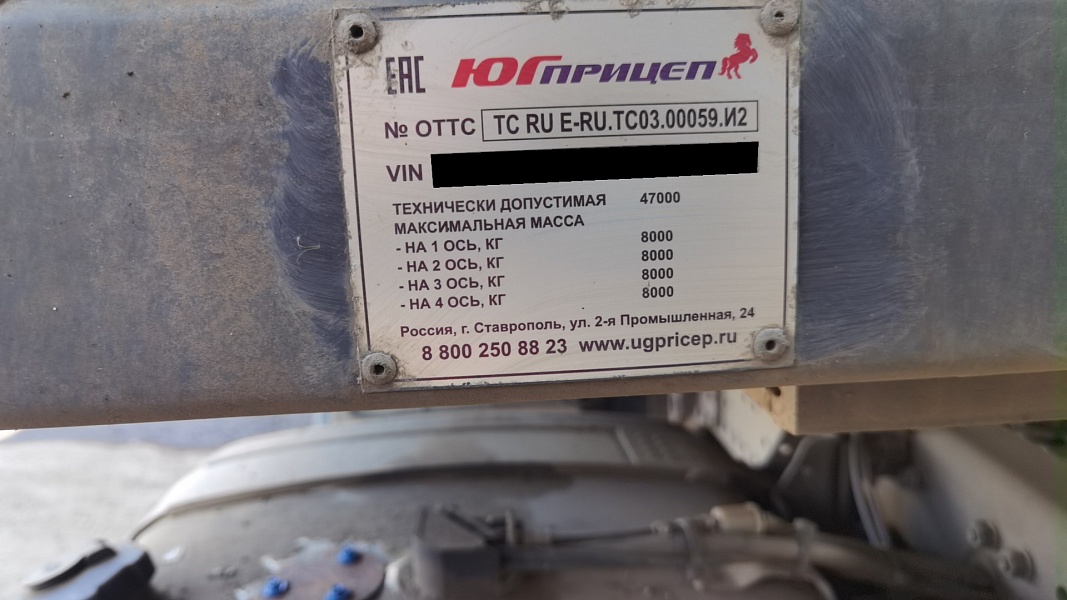 ЕАС ЮГПРИЦЕП
№ ОТТС ТС RU Е-RU.ТС03.00059.И2
VIN
ТЕХНИЧЕСКИ ДОПУСТИМАЯ 47000
МАКСИМАЛЬНАЯ МАССА
- НА 1 ОСЬ, КГ 8000
- НА 2 ОСЬ, КГ 8000
- НА 3 ОСЬ, КГ 8000
- НА 4 ОСЬ, КГ 8000
Россия, г. Ставрополь, ул. 2-я Промышленная, 24
8 800 250 88 23 www.ugpricep.ru